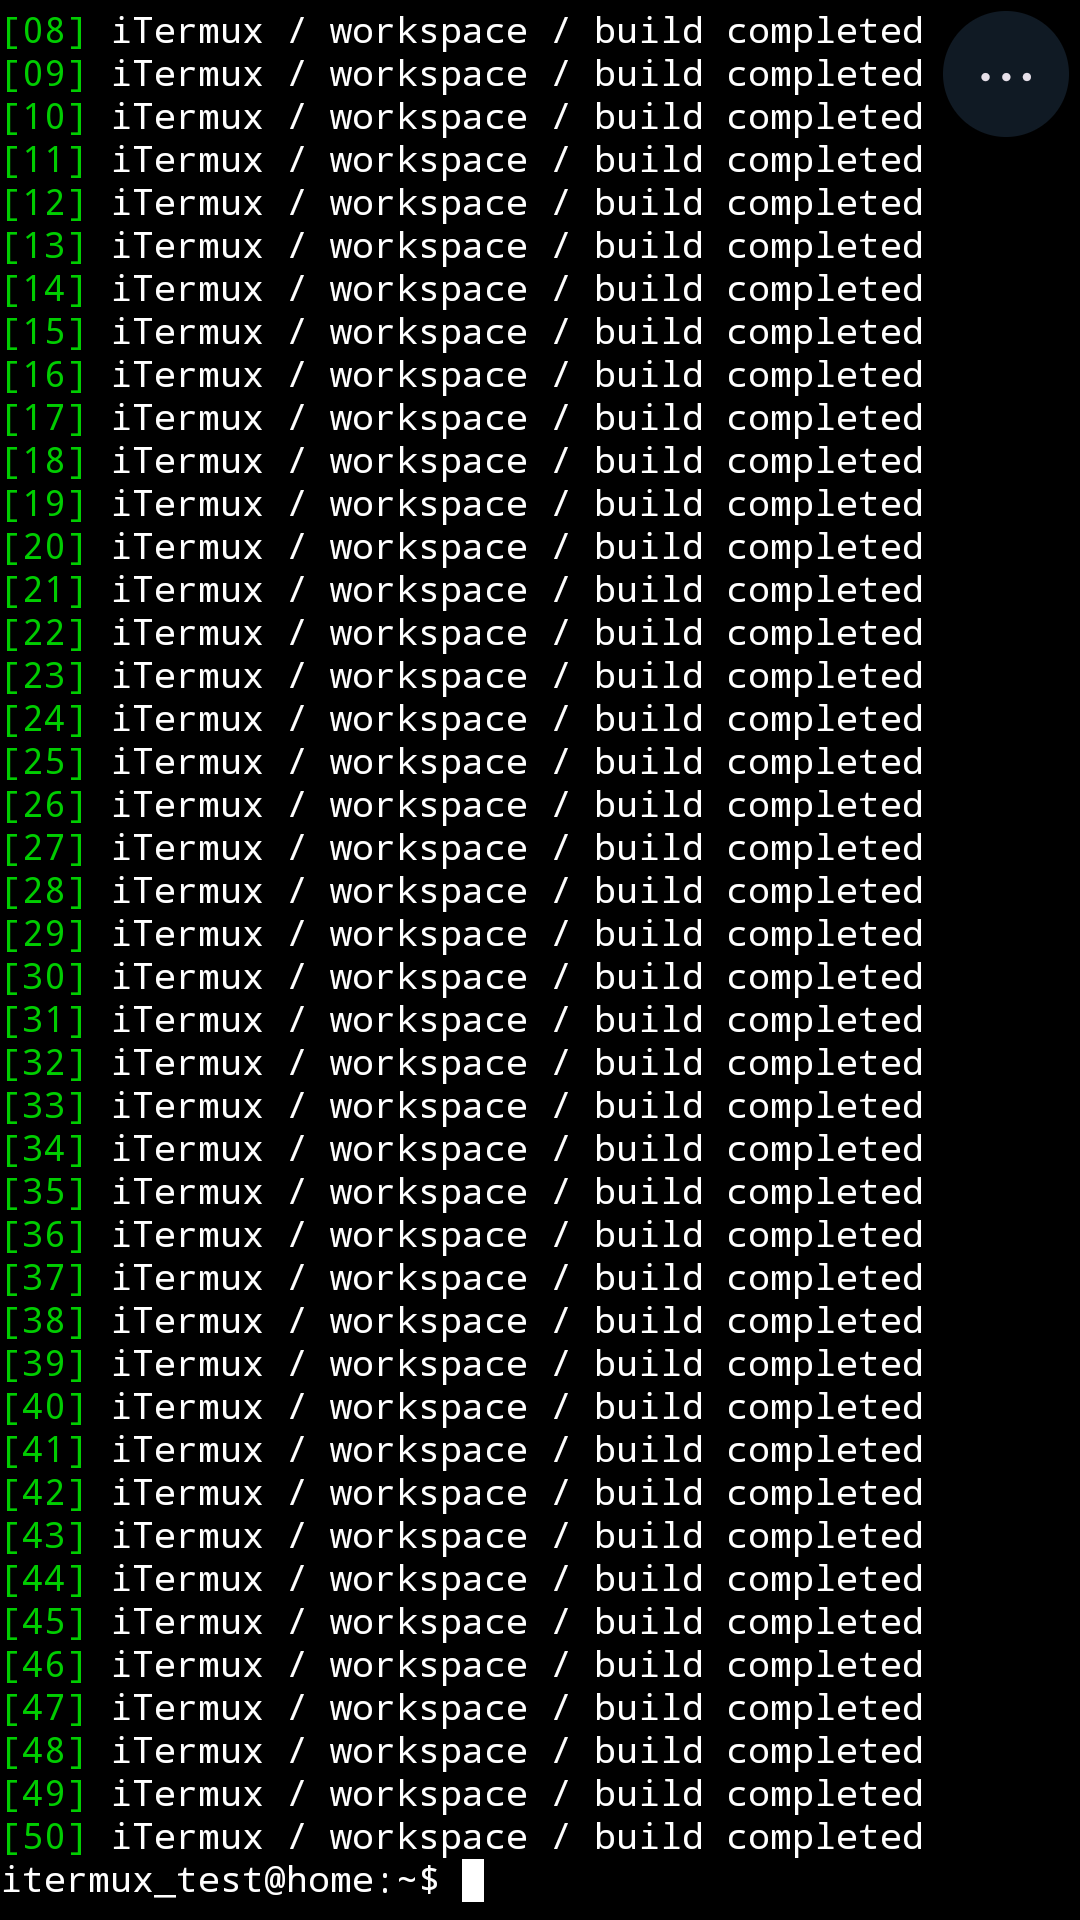 [08] iTermux / workspace / build completed
[09] iTermux / workspace / build completed
[10] iTermux / workspace / build completed
[11] iTermux / workspace / build completed
[12] iTermux / workspace / build completed
[13] iTermux / workspace / build completed
[14] iTermux / workspace / build completed
[15] iTermux / workspace / build completed
[16] iTermux / workspace / build completed
[17] iTermux / workspace / build completed
[18] iTermux / workspace / build completed
[19] iTermux / workspace / build completed
[20] iTermux / workspace / build completed
[21] iTermux / workspace / build completed
[22] iTermux / workspace / build completed
[23] iTermux / workspace / build completed
[24] iTermux / workspace / build completed
[25] iTermux / workspace / build completed
[26] iTermux / workspace / build completed
[27] iTermux / workspace / build completed
[28] iTermux / workspace / build completed
[29] iTermux / workspace / build completed
[30] iTermux / workspace / build completed
[31] iTermux / workspace / build completed
[32] iTermux / workspace / build completed
[33] iTermux / workspace / build completed
[34] iTermux / workspace / build completed
[35] iTermux / workspace / build completed
[36] iTermux / workspace / build completed
[37] iTermux / workspace / build completed
[38] iTermux / workspace / build completed
[39] iTermux / workspace / build completed
[40] iTermux / workspace / build completed
[41] iTermux / workspace / build completed
[42] iTermux / workspace / build completed
[43] iTermux / workspace / build completed
[44] iTermux / workspace / build completed
[45] iTermux / workspace / build completed
[46] iTermux / workspace / build completed
[47] iTermux / workspace / build completed
[48] iTermux / workspace / build completed
[49] iTermux / workspace / build completed
[50] iTermux / workspace / build completed
itermux_test@home:~$